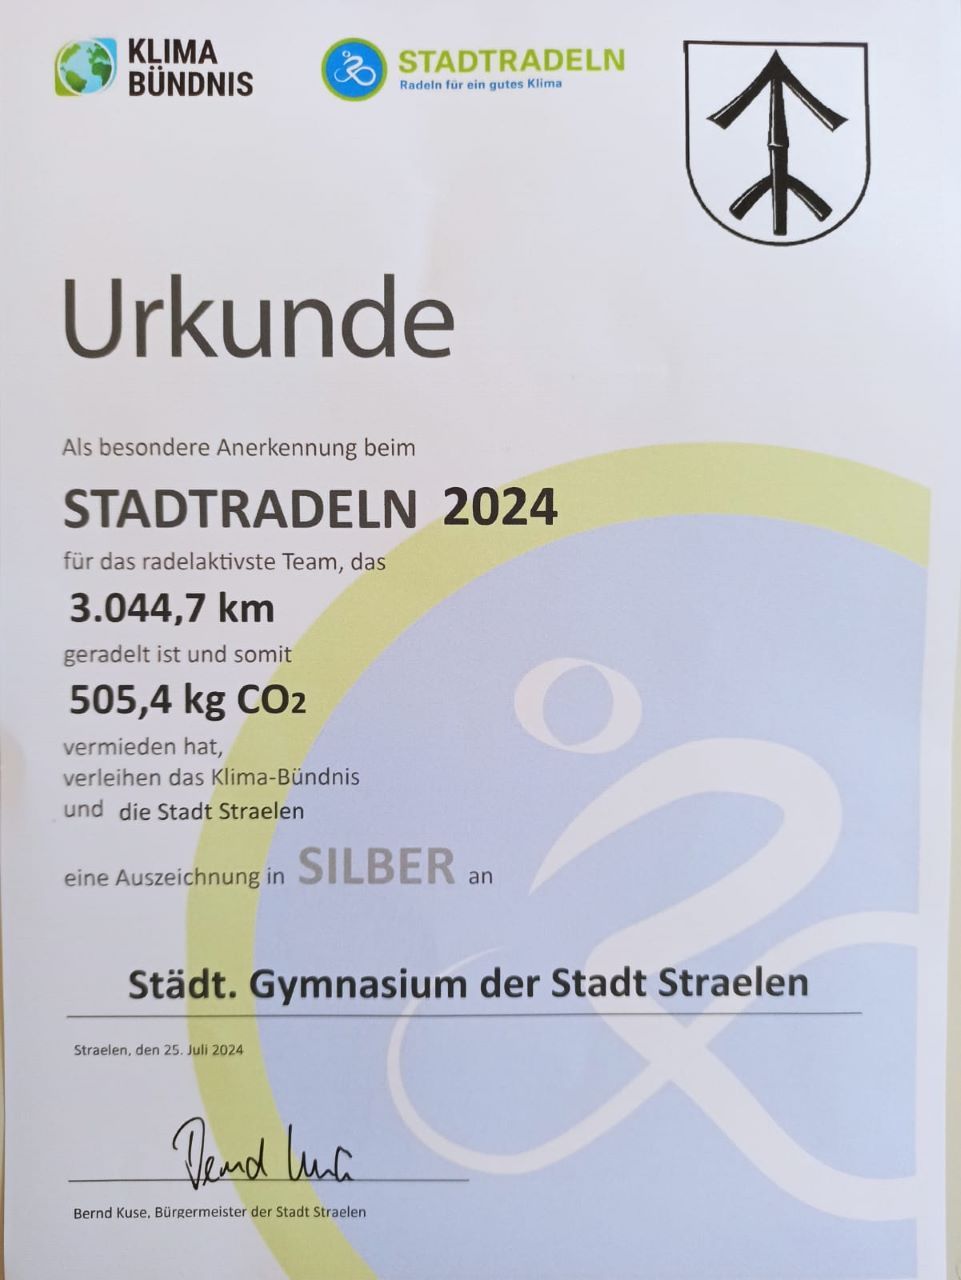 KLIMA
BÜNDNIS
STADTRADELN
Radeln für ein gutes Klima
Urkunde
Als besondere Anerkennung beim
STADTRADELN 2024
für das radelaktivste Team, das
3.044,7 km
geradelt ist und somit
505,4 kg CO2
vermieden hat,
verleihen das Klima-Bündnis
und die Stadt Straelen
eine Auszeichnung in SILBER an
Städt. Gymnasium der Stadt Straelen
Straelen, den 25. Juli 2024
Bernd Kuse
Bernd Kuse, Bürgermeister der Stadt Straelen